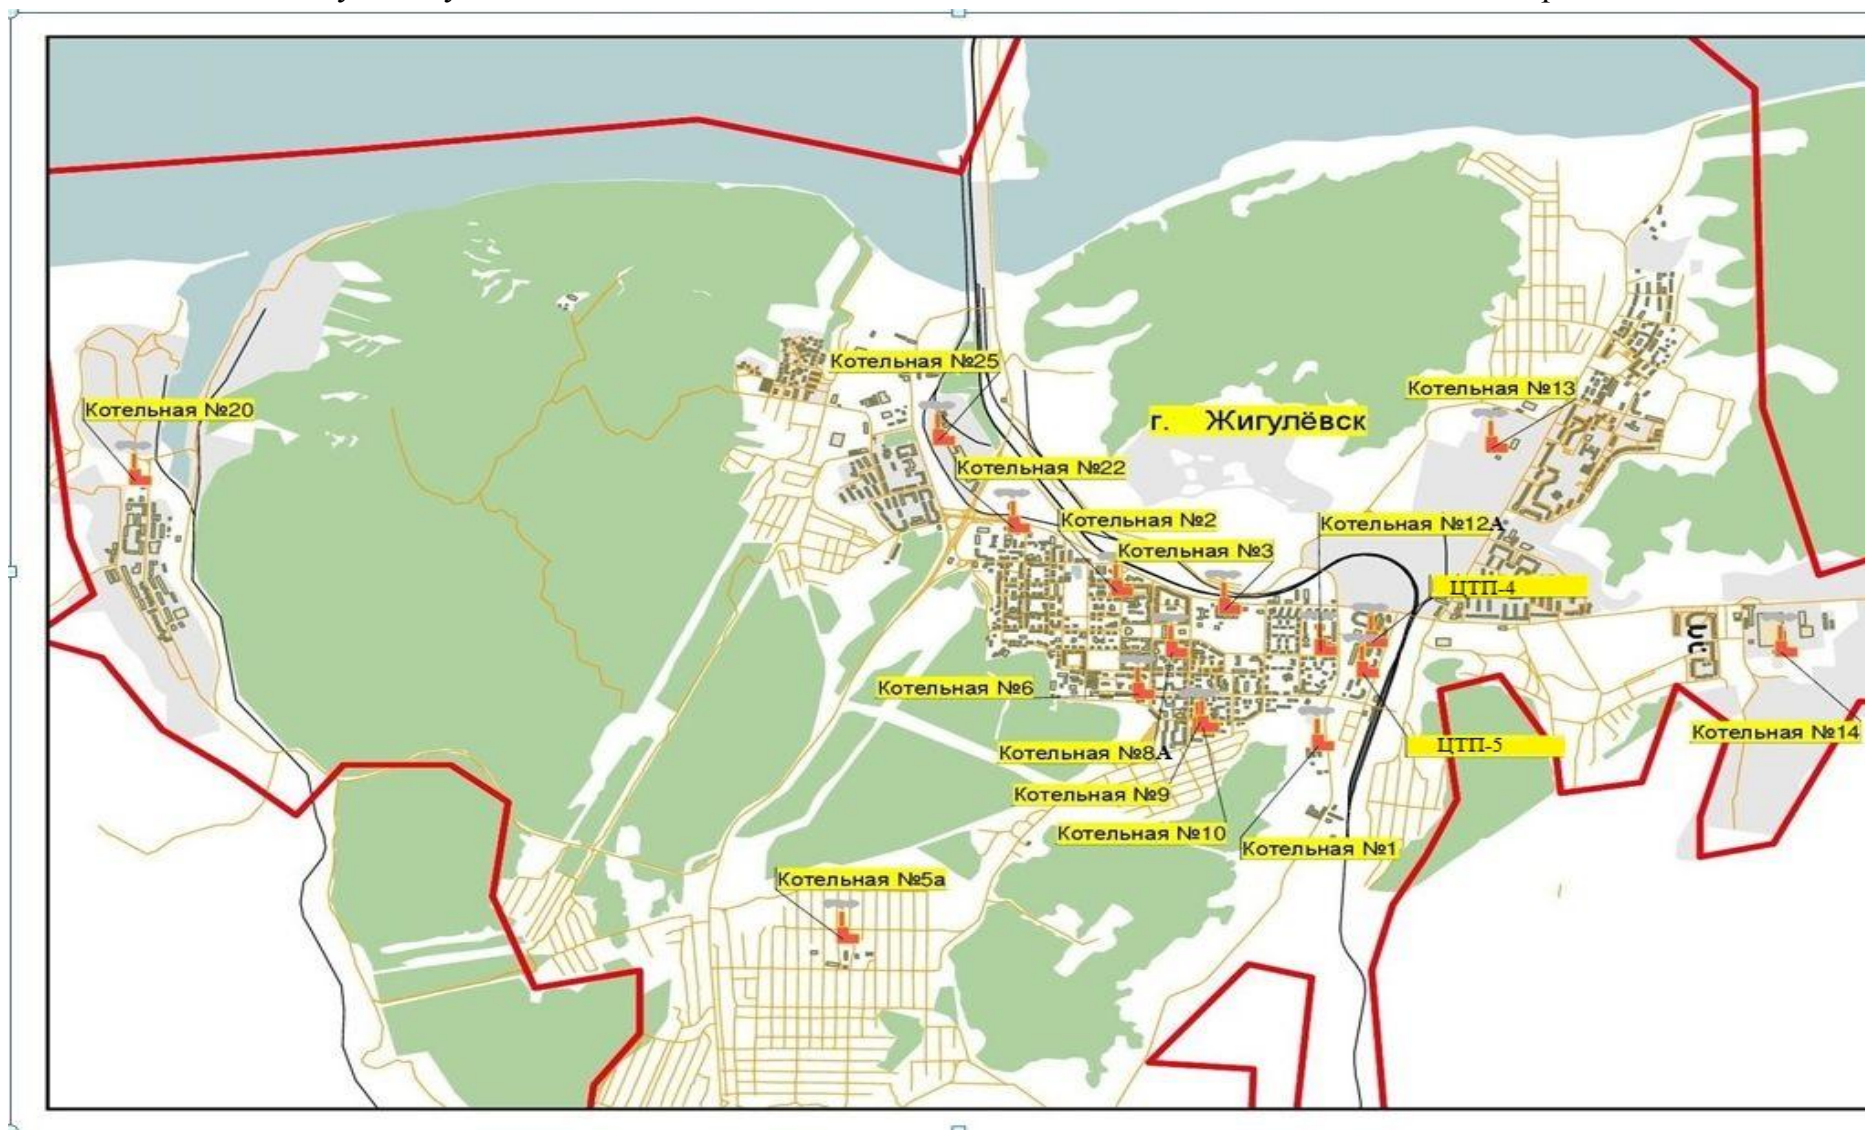 Котельная №25
Котельная №13
Котельная №20
г. Жигулёвск
Котельная №22
Котельная №2
Котельная №12А
Котельная №3
ЦТП-4
Котельная №6
Котельная №14
Котельная №8А
ЦТП-5
Котельная №9
Котельная №10
Котельная №1
Котельная №5а